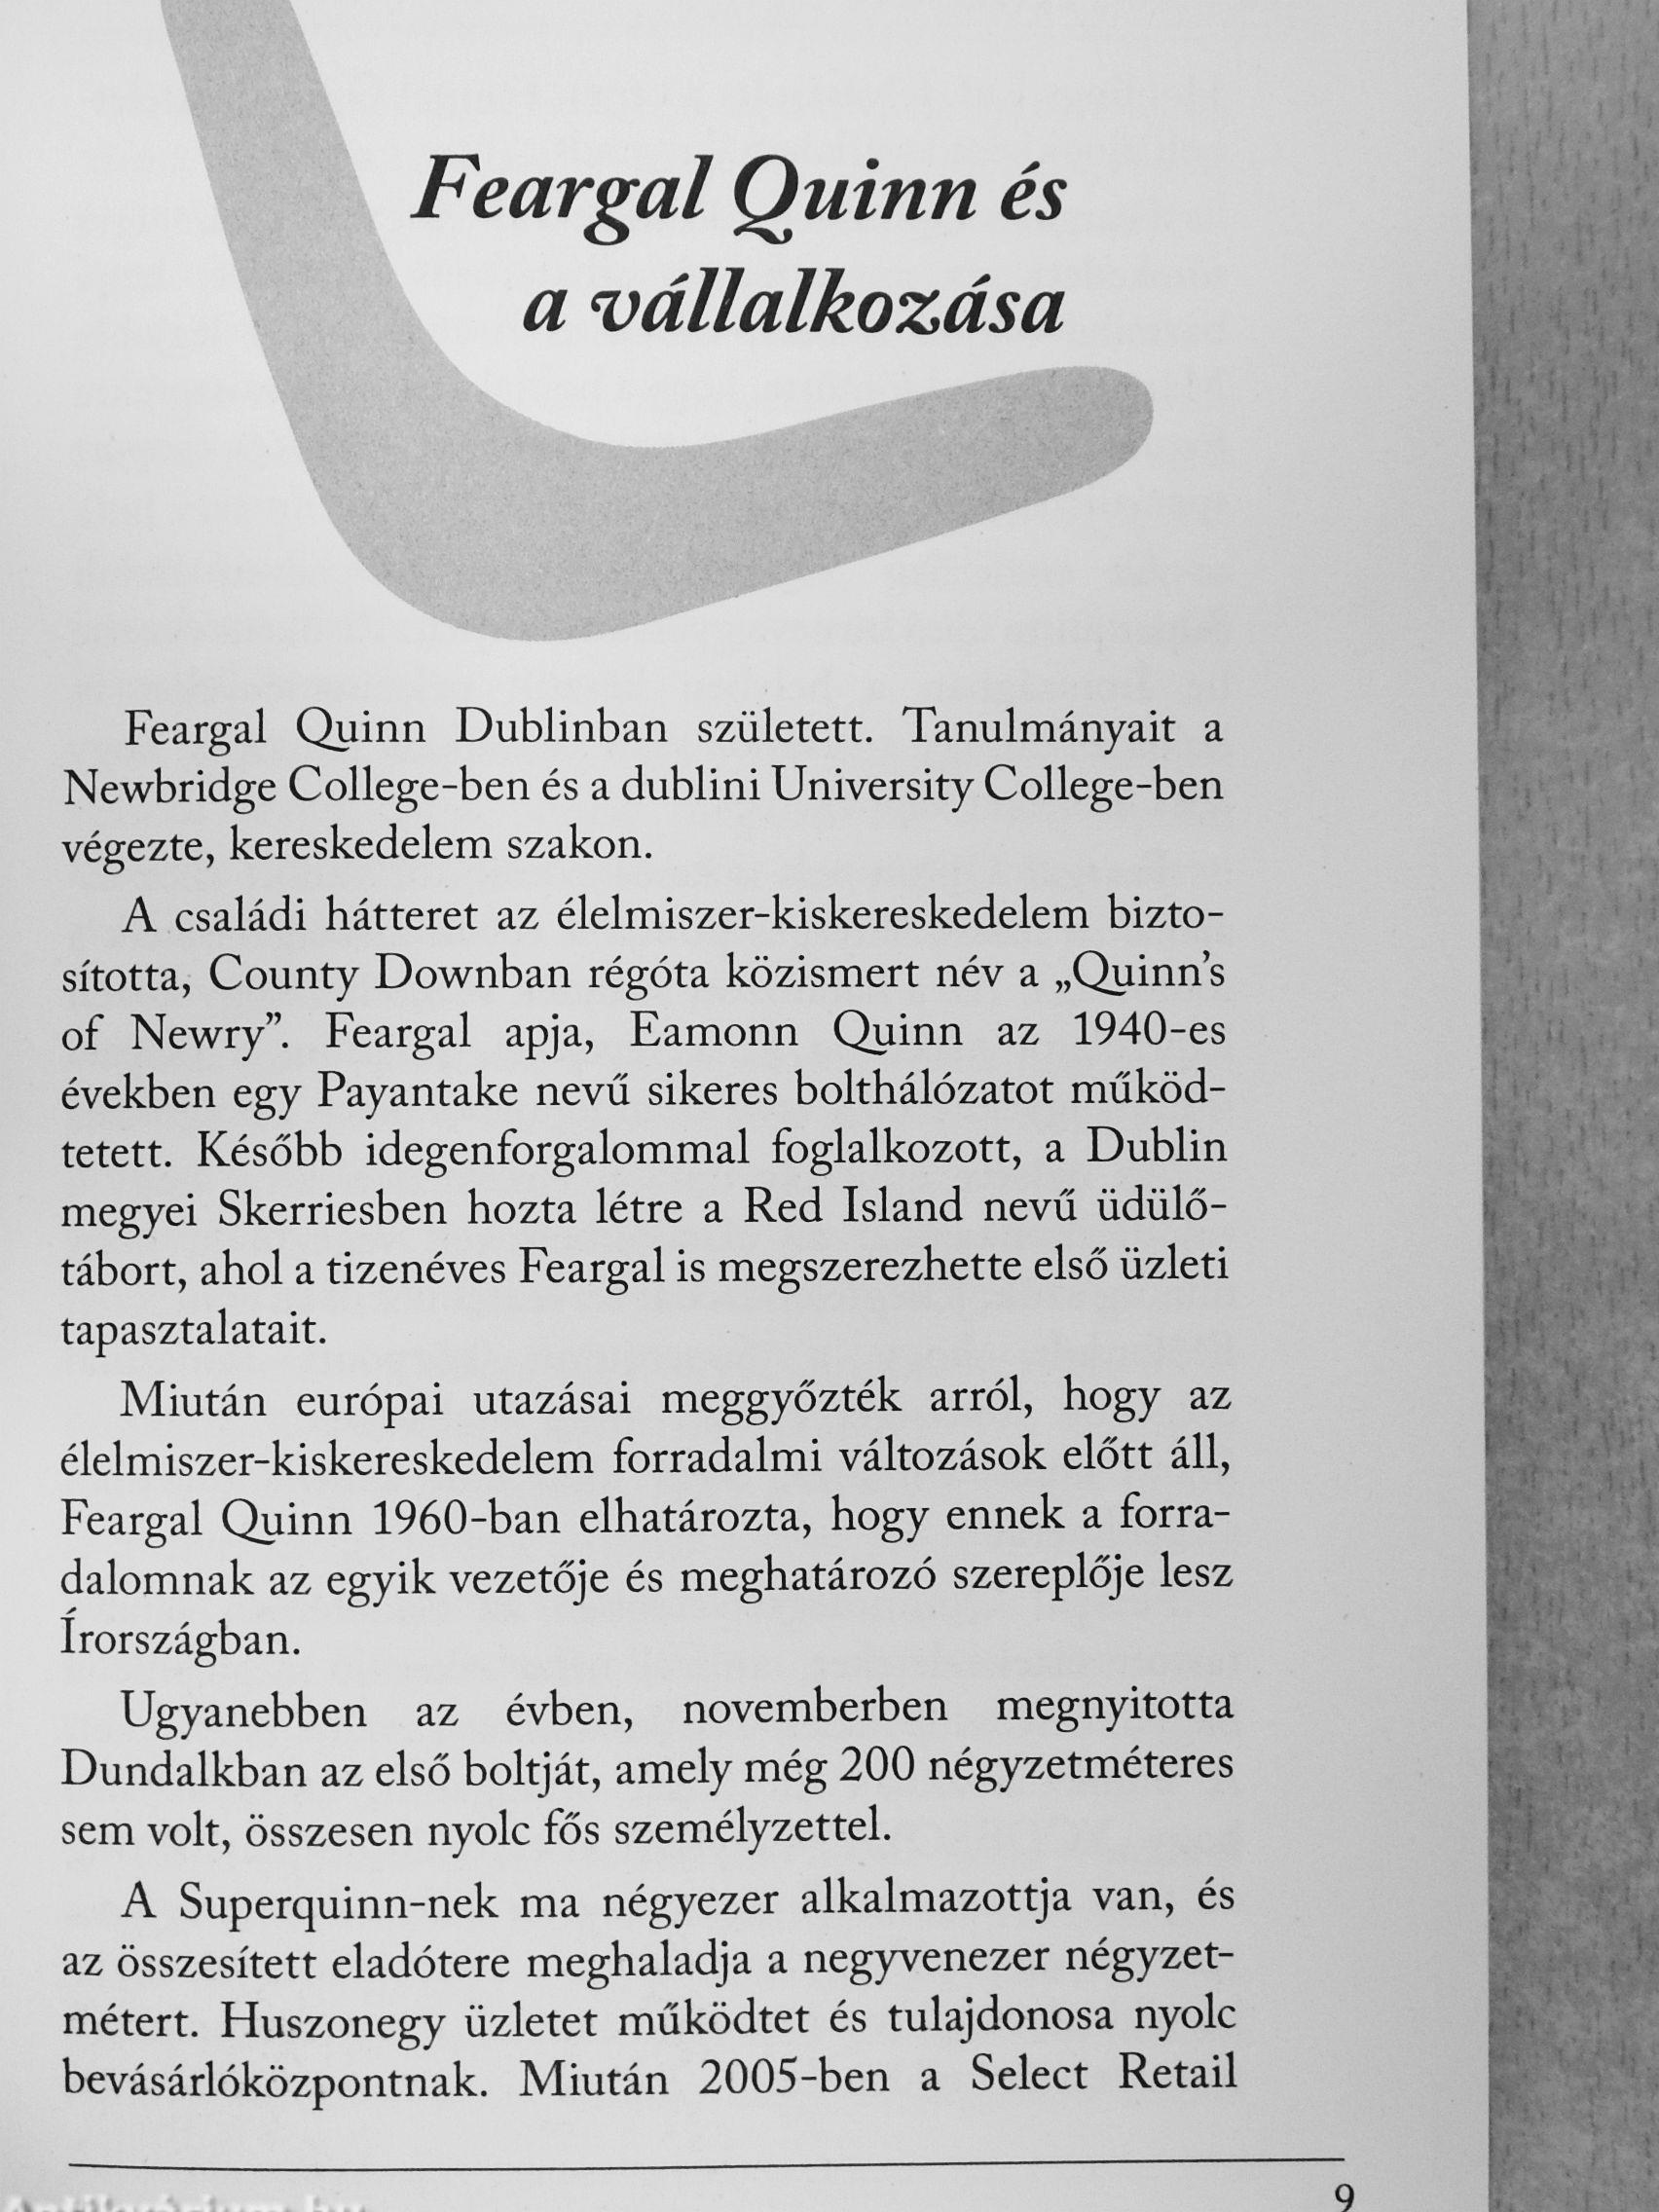 Feargal Quinn és
a vállalkozása
Feargal Quinn Dublinban született. Tanulmányait a
Newbridge College-ben és a dublini University College-ben
végezte, kereskedelem szakon.
A családi hátteret az élelmiszer-kiskereskedelem bizto-
sította, County Downban régóta közismert név a „Quinn’s
of Newry”. Feargal apja, Eamonn Quinn az 1940-es
években egy Payantake nevű sikeres bolthálózatot működ-
tetett. Később idegenforgalommal foglalkozott, a Dublin
megyei Skerriesben hozta létre a Red Island nevű üdülő-
tábort, ahol a tizenéves Feargal is megszerezhette első üzleti
tapasztalatait.
Miután európai utazásai meggyőzték arról, hogy az
élelmiszer-kiskereskedelem forradalmi változások előtt áll,
Feargal Quinn 1960-ban elhatározta, hogy ennek a forra-
dalomnak az egyik vezetője és meghatározó szereplője lesz
Írországban.
Ugyanebben az évben, novemberben megnyitotta
Dundalkban az első boltját, amely még 200 négyzetméteres
sem volt, összesen nyolc fős személyzettel.
A Superquinn-nek ma négyezer alkalmazottja van, és
az összesített eladótere meghaladja a negyvenezer négyzet-
métert. Huszonegy üzletet működtet és tulajdonosa nyolc
bevásárlóközpontnak. Miután 2005-ben a Select Retail
9